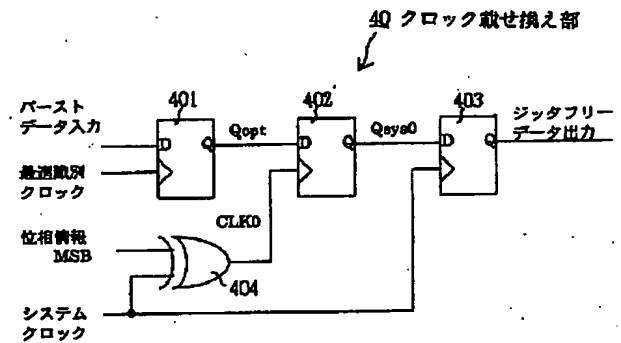 40 クロック載せ換え部
バースト
データ入力
401
D Q
Qopt
402
D Q
Qsys0
403
D Q
ジッタフリー
データ出力
最適識別
クロック
CLK0
位相情報
MSB
404
システム
クロック